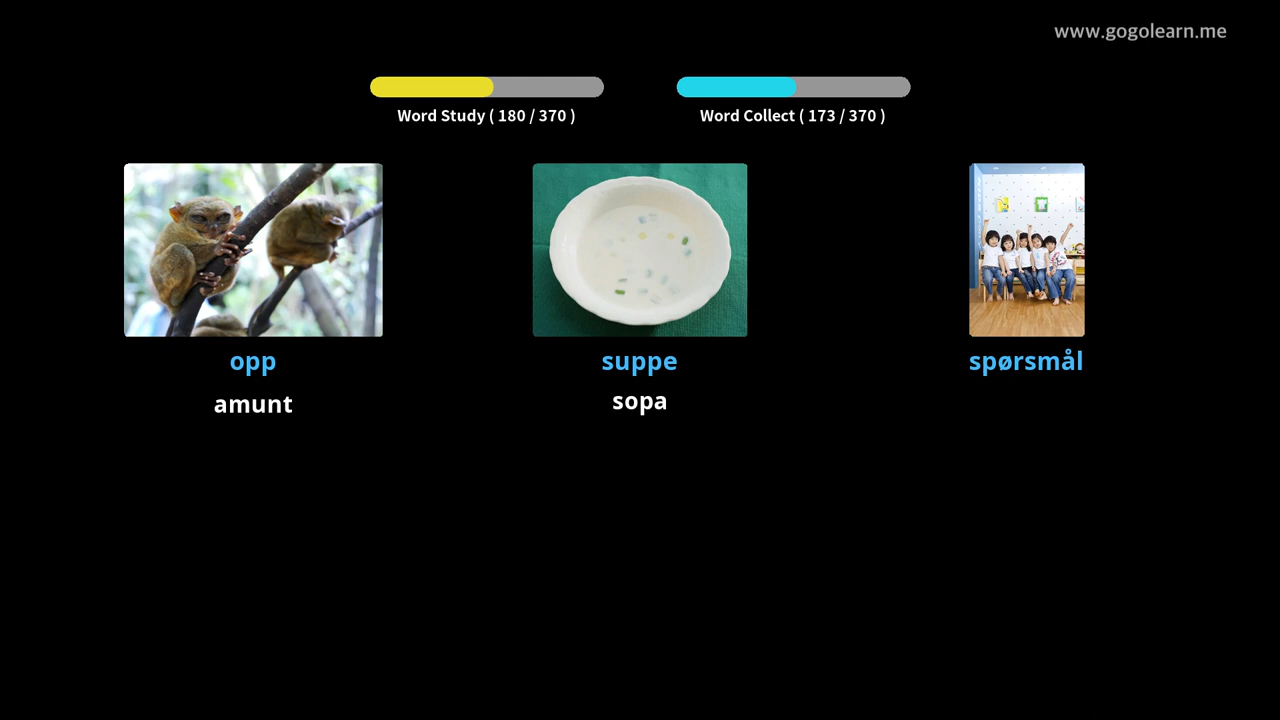 www.gogolearn.me
Word Study ( 180 / 370 )
Word Collect ( 173 / 370 )
opp
suppe
spørsmål
amunt
sopa